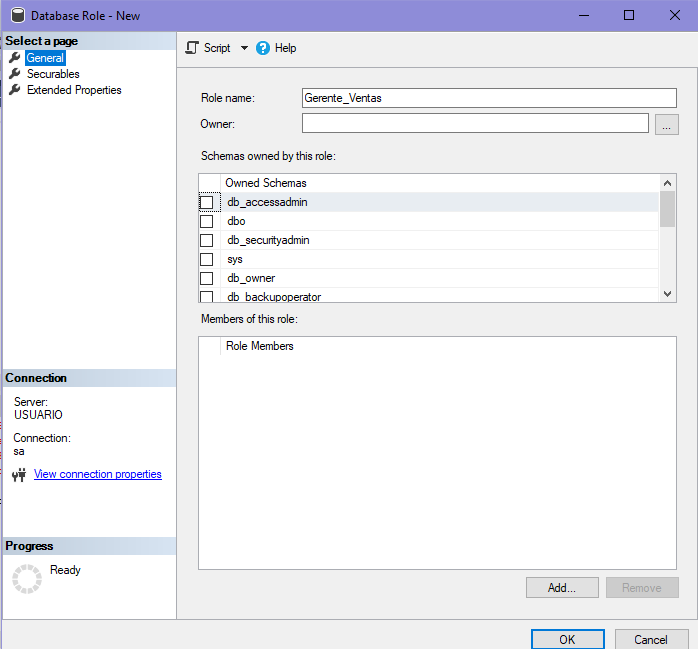 Database Role - New
Select a page
General
Securables
Extended Properties
Script
Help
Role name:
Gerente_Ventas
Owner:
...
Schemas owned by this role:
Owned Schemas
db_accessadmin
dbo
db_securityadmin
sys
db_owner
db_backupoperator
Members of this role:
Role Members
Connection
Server:
USUARIO
Connection:
sa
View connection properties
Progress
Ready
Add...
Remove
OK
Cancel